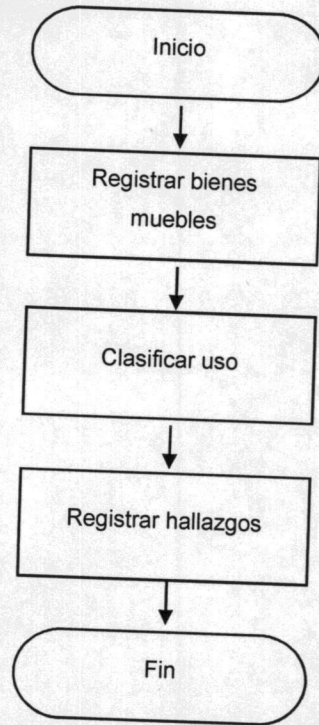 Inicio
Registrar bienes
muebles
Clasificar uso
Registrar hallazgos
Fin